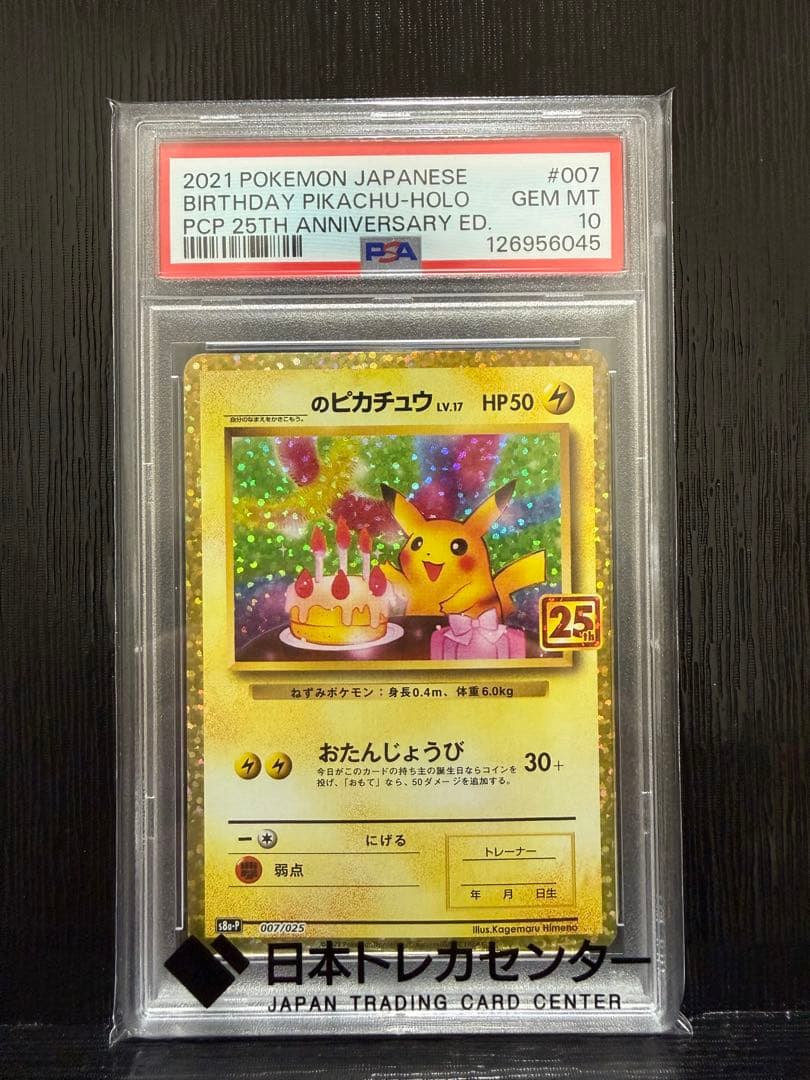 2021 POKEMON JAPANESE #007
BIRTHDAY PIKACHU-HOLO GEM MT
PCP 25TH ANNIVERSARY ED. 10
PSA 126956045
のピカチュウ LV.17 HP50
自分のなまえをかきこもう。
25th
ねずみポケモン：身長0.4m、体重6.0kg
おたんじょうび 30+
今日がこのカードの持ち主の誕生日ならコインを
投げ、「おもて」なら、50ダメージを追加する。
にげる
弱点
トレーナー
年 月 日生
s8a-P 007/025
Illus.Kagemaru Himeno
日本トレカセンター
JAPAN TRADING CARD CENTER